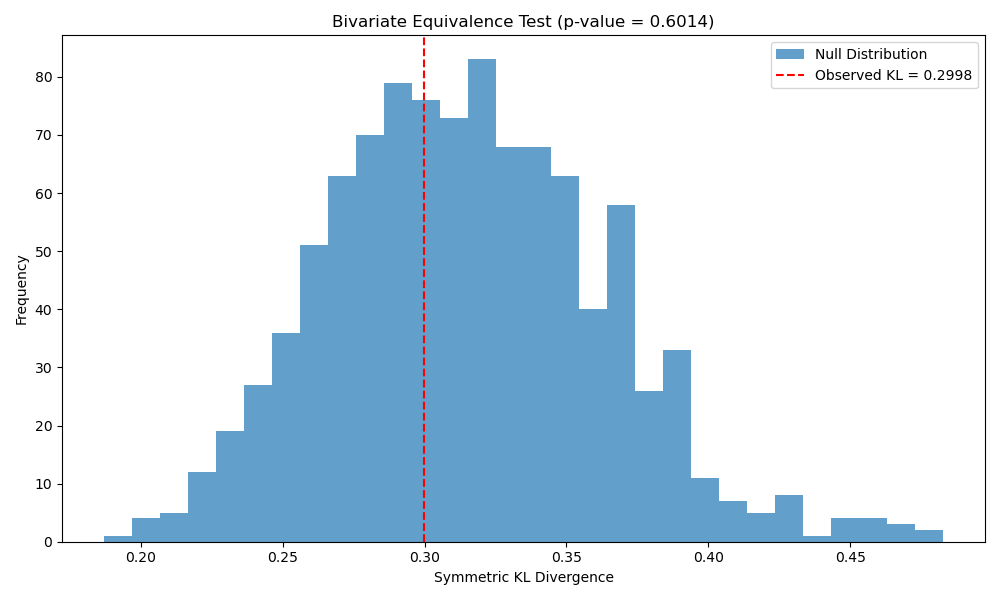 Bivariate Equivalence Test (p-value = 0.6014)
Null Distribution
Observed KL = 0.2998
Frequency
80
70
60
50
40
30
20
10
0
0.20 0.25 0.30 0.35 0.40 0.45
Symmetric KL Divergence